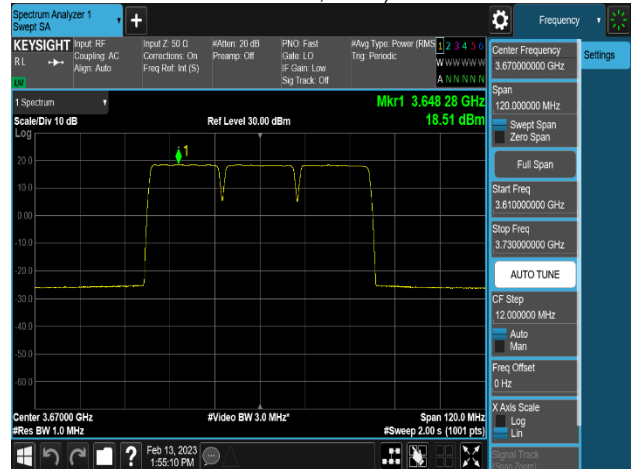 Spectrum Analyzer 1
Swept SA
Frequency
KEYSIGHT
RL
Input: RF
Coupling: AC
Align: Auto
Input Z: 50 Ω
Corrections: On
Freq Ref: Int (S)
#Atten: 20 dB
Preamp: Off
PNO: Fast
Gate: LO
IF Gain: Low
Sig Track: Off
#Avg Type: Power (RMS
Trig: Periodic
1 2 3 4 5 6
W W W W W W
A N N N N N
LW
1 Spectrum
Scale/Div 10 dB
Ref Level 30.00 dBm
Mkr1 3.648 28 GHz
18.51 dBm
Log
1
20.0
10.0
0.00
-10.0
-20.0
-30.0
-40.0
-50.0
-60.0
Center 3.67000 GHz
#Video BW 3.0 MHz*
Span 120.0 MHz
#Res BW 1.0 MHz
#Sweep 2.00 s (1001 pts)
Feb 13, 2023
1:55:10 PM
Settings
Center Frequency
3.670000000 GHz
Span
120.000000 MHz
Swept Span
Zero Span
Full Span
Start Freq
3.610000000 GHz
Stop Freq
3.730000000 GHz
AUTO TUNE
CF Step
12.000000 MHz
Auto
Man
Freq Offset
0 Hz
X Axis Scale
Log
Lin
Signal Track
(Span Zoom)